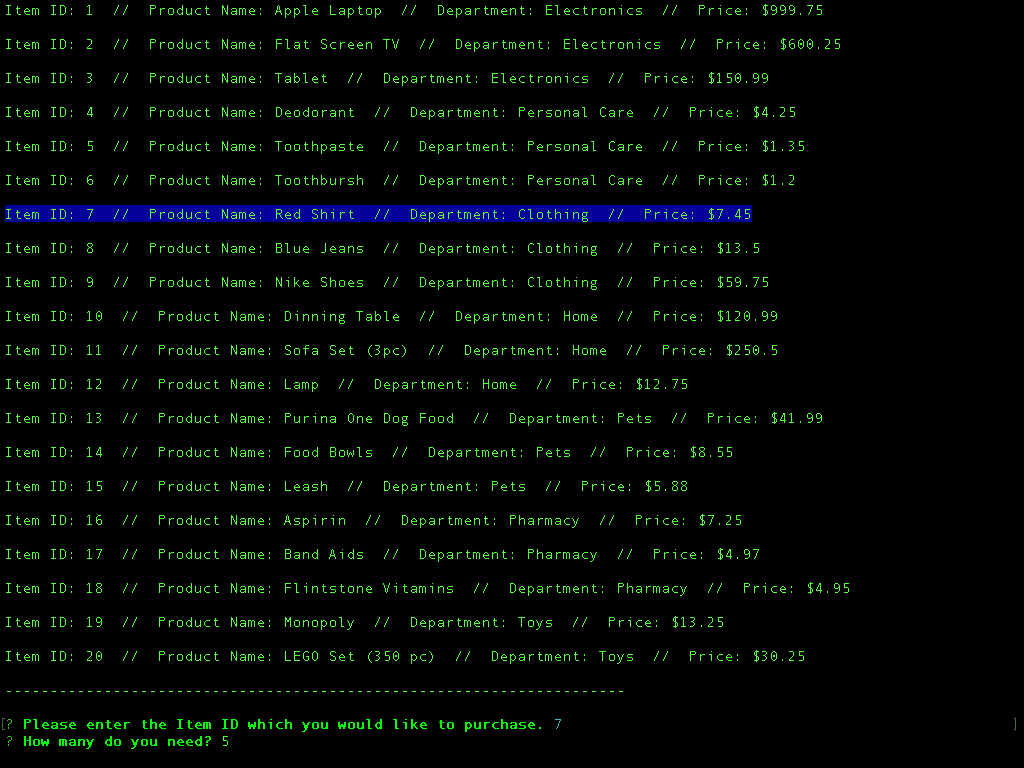 Item ID: 1  //  Product Name: Apple Laptop  //  Department: Electronics  //  Price: $999.75
Item ID: 2  //  Product Name: Flat Screen TV  //  Department: Electronics  //  Price: $600.25
Item ID: 3  //  Product Name: Tablet  //  Department: Electronics  //  Price: $150.99
Item ID: 4  //  Product Name: Deodorant  //  Department: Personal Care  //  Price: $4.25
Item ID: 5  //  Product Name: Toothpaste  //  Department: Personal Care  //  Price: $1.35
Item ID: 6  //  Product Name: Toothbursh  //  Department: Personal Care  //  Price: $1.2
Item ID: 7  //  Product Name: Red Shirt  //  Department: Clothing  //  Price: $7.45
Item ID: 8  //  Product Name: Blue Jeans  //  Department: Clothing  //  Price: $13.5
Item ID: 9  //  Product Name: Nike Shoes  //  Department: Clothing  //  Price: $59.75
Item ID: 10  //  Product Name: Dinning Table  //  Department: Home  //  Price: $120.99
Item ID: 11  //  Product Name: Sofa Set (3pc)  //  Department: Home  //  Price: $250.5
Item ID: 12  //  Product Name: Lamp  //  Department: Home  //  Price: $12.75
Item ID: 13  //  Product Name: Purina One Dog Food  //  Department: Pets  //  Price: $41.99
Item ID: 14  //  Product Name: Food Bowls  //  Department: Pets  //  Price: $8.55
Item ID: 15  //  Product Name: Leash  //  Department: Pets  //  Price: $5.88
Item ID: 16  //  Product Name: Aspirin  //  Department: Pharmacy  //  Price: $7.25
Item ID: 17  //  Product Name: Band Aids  //  Department: Pharmacy  //  Price: $4.97
Item ID: 18  //  Product Name: Flintstone Vitamins  //  Department: Pharmacy  //  Price: $4.95
Item ID: 19  //  Product Name: Monopoly  //  Department: Toys  //  Price: $13.25
Item ID: 20  //  Product Name: LEGO Set (350 pc)  //  Department: Toys  //  Price: $30.25
---------------------------------------------------------------------
[? Please enter the Item ID which you would like to purchase. 7 ]
? How many do you need? 5